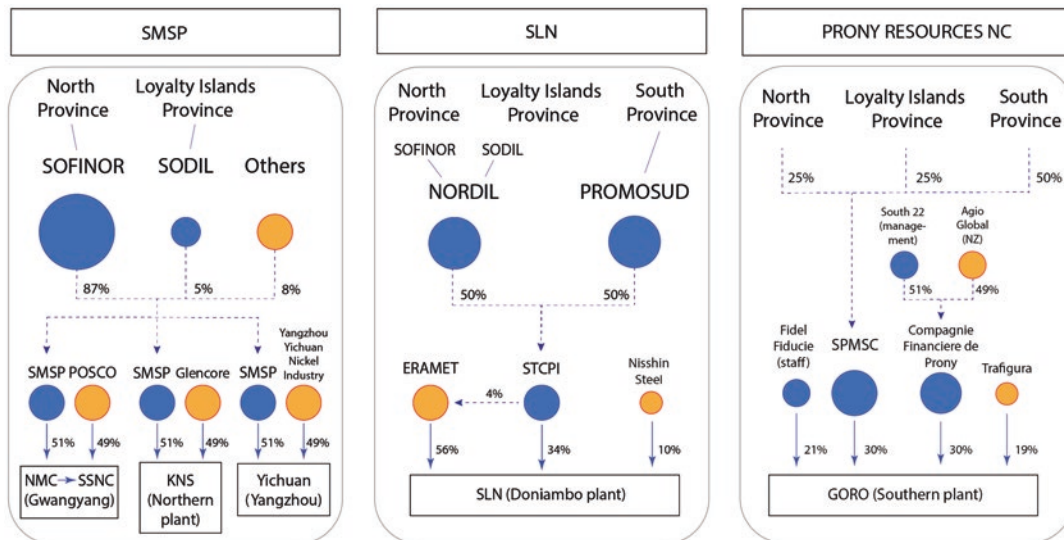 SMSP
North
Province
Loyalty Islands
Province
SOFINOR
SODIL
Others
87%
5%
8%
SMSP
POSCO
SMSP
Glencore
SMSP
Yangzhou
Yichuan
Nickel
Industry
51%
49%
51%
49%
51%
49%
NMC
SSNC
(Gwangyang)
KNS
(Northern
plant)
Yichuan
(Yangzhou)
SLN
North
Province
Loyalty Islands
Province
South
Province
SOFINOR
SODIL
NORDIL
PROMOSUD
50%
50%
ERAMET
STCPI
Nisshin
Steel
4%
56%
34%
10%
SLN (Doniambo plant)
PRONY RESOURCES NC
North
Province
Loyalty Islands
Province
South
Province
25%
25%
50%
South 22
(manage-
ment)
Agio
Global
(NZ)
51%
49%
Fidel
Fiducie
(staff)
SPMSC
Compagnie
Financiere de
Prony
Trafigura
21%
30%
30%
19%
GORO (Southern plant)